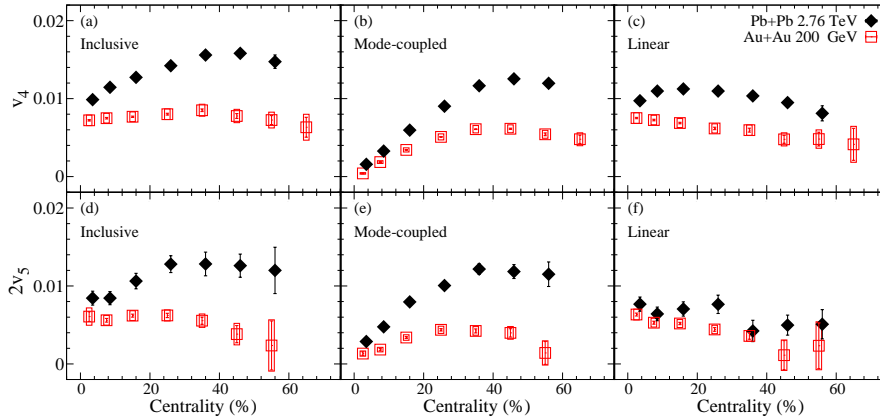 (a)
Inclusive
(b)
Mode-coupled
(c)
Linear
Pb+Pb 2.76 TeV
Au+Au 200 GeV
v4
0.02
0.01
0
(d)
Inclusive
(e)
Mode-coupled
(f)
Linear
2v5
0.02
0.01
0
0 20 40 60
0 20 40 60
0 20 40 60
Centrality (%)
Centrality (%)
Centrality (%)